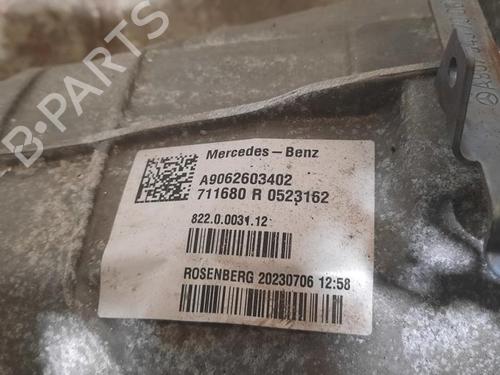 Mercedes-Benz
A9062603402
711680 R 0523162
822.0.0031.12
ROSENBERG 20230706 12:58
B-PARTS